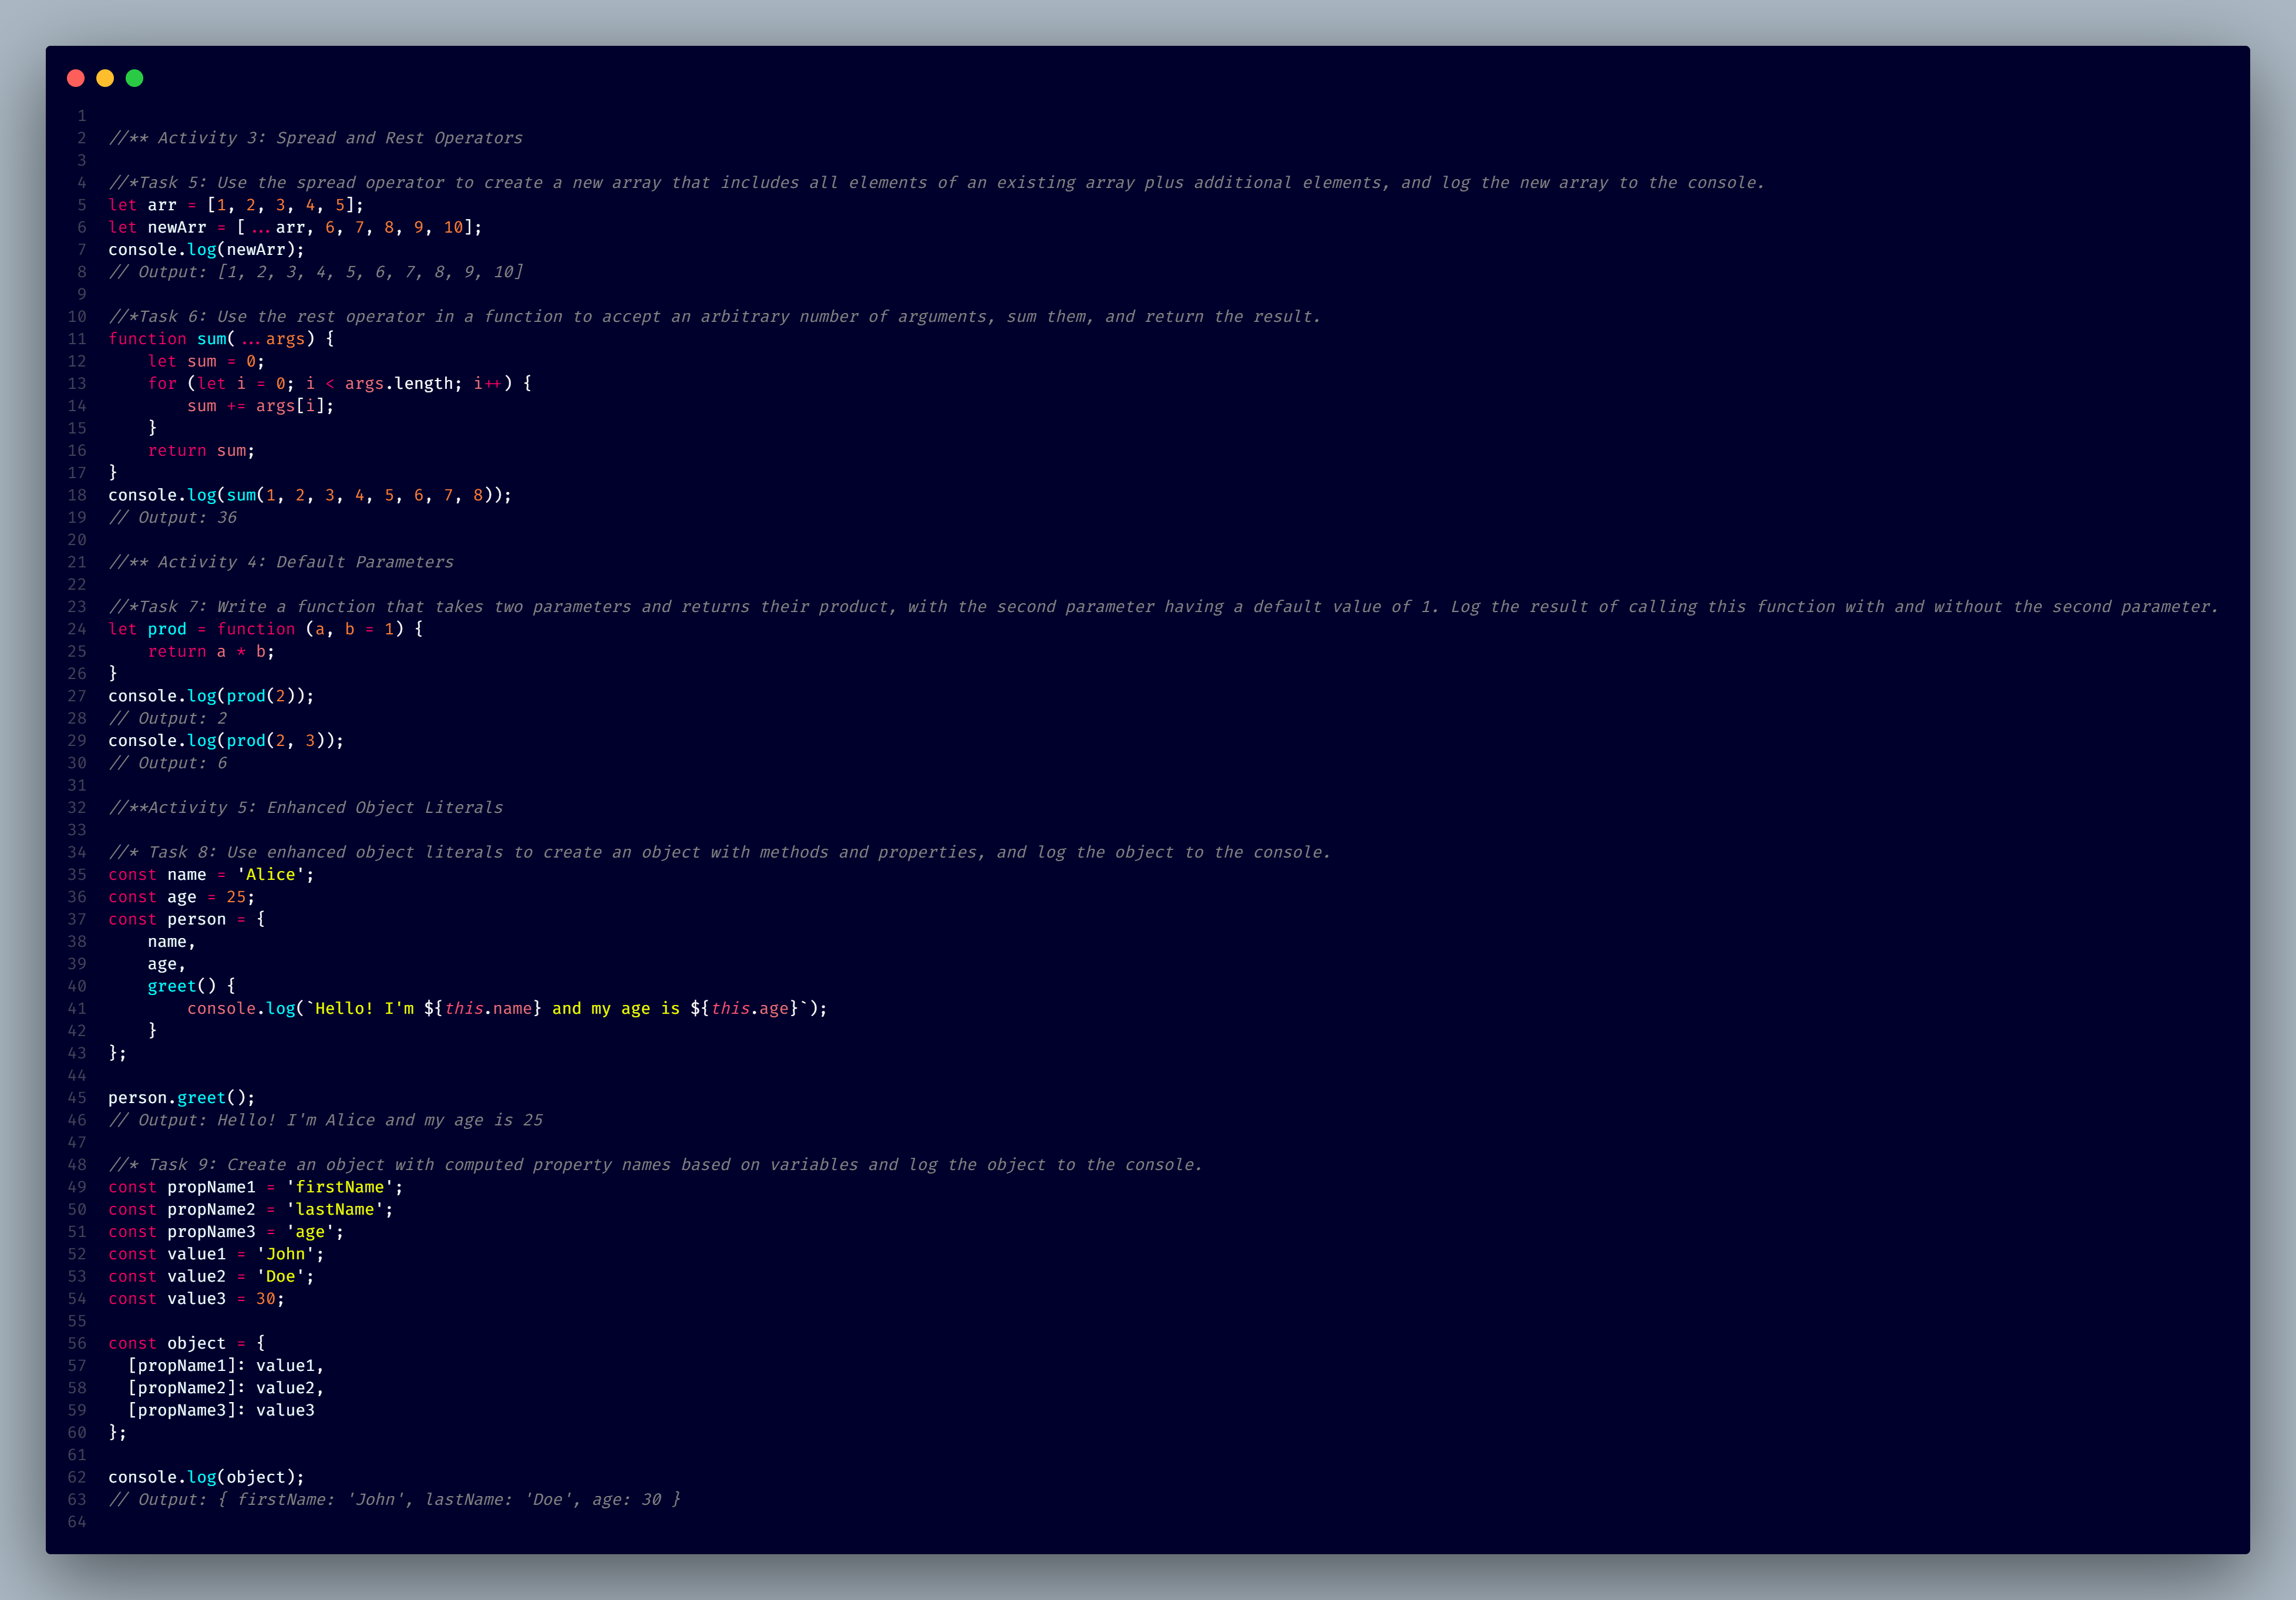 1
2 //** Activity 3: Spread and Rest Operators
3
4 //*Task 5: Use the spread operator to create a new array that includes all elements of an existing array plus additional elements, and log the new array to the console.
5 let arr = [1, 2, 3, 4, 5];
6 let newArr = [...arr, 6, 7, 8, 9, 10];
7 console.log(newArr);
8 // Output: [1, 2, 3, 4, 5, 6, 7, 8, 9, 10]
9
10 //*Task 6: Use the rest operator in a function to accept an arbitrary number of arguments, sum them, and return the result.
11 function sum(...args) {
12     let sum = 0;
13     for (let i = 0; i < args.length; i++) {
14         sum += args[i];
15     }
16     return sum;
17 }
18 console.log(sum(1, 2, 3, 4, 5, 6, 7, 8));
19 // Output: 36
20
21 //** Activity 4: Default Parameters
22
23 //*Task 7: Write a function that takes two parameters and returns their product, with the second parameter having a default value of 1. Log the result of calling this function with and without the second parameter.
24 let prod = function (a, b = 1) {
25     return a * b;
26 }
27 console.log(prod(2));
28 // Output: 2
29 console.log(prod(2, 3));
30 // Output: 6
31
32 //**Activity 5: Enhanced Object Literals
33
34 //* Task 8: Use enhanced object literals to create an object with methods and properties, and log the object to the console.
35 const name = 'Alice';
36 const age = 25;
37 const person = {
38     name,
39     age,
40     greet() {
41         console.log(`Hello! I'm ${this.name} and my age is ${this.age}`);
42     }
43 };
44
45 person.greet();
46 // Output: Hello! I'm Alice and my age is 25
47
48 //* Task 9: Create an object with computed property names based on variables and log the object to the console.
49 const propName1 = 'firstName';
50 const propName2 = 'lastName';
51 const propName3 = 'age';
52 const value1 = 'John';
53 const value2 = 'Doe';
54 const value3 = 30;
55
56 const object = {
57   [propName1]: value1,
58   [propName2]: value2,
59   [propName3]: value3
60 };
61
62 console.log(object);
63 // Output: { firstName: 'John', lastName: 'Doe', age: 30 }
64